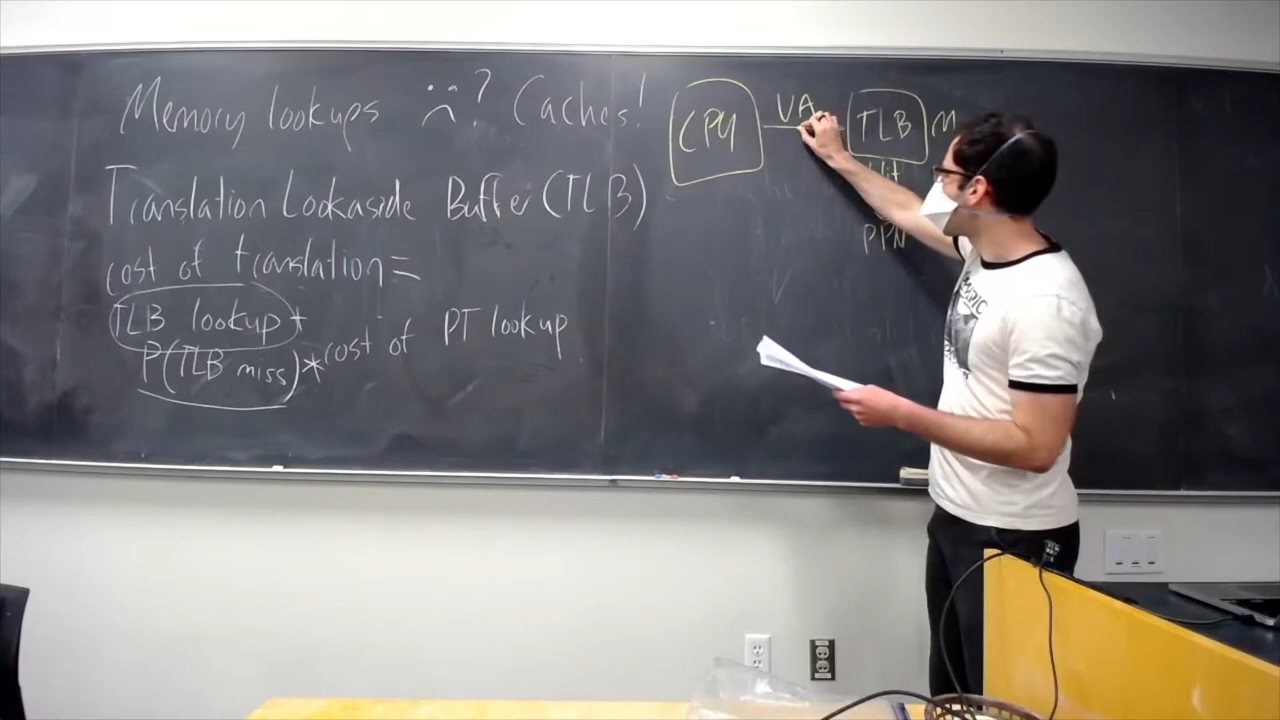 Memory lookups :( ? Caches!
Translation Lookaside Buffer (TLB)
cost of translation =
TLB lookup +
P(TLB miss) * cost of PT lookup
CPU VA TLB M
hit
PPN